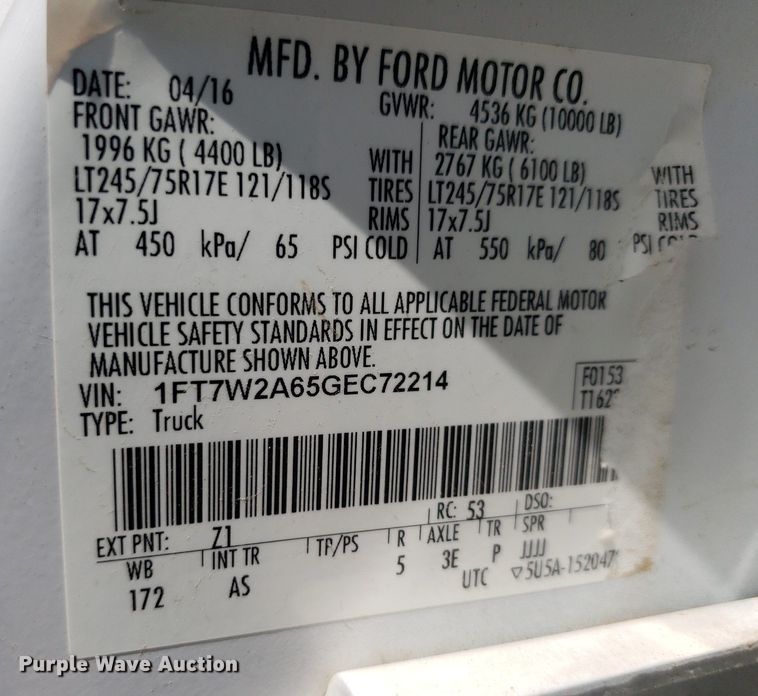 MFD. BY FORD MOTOR CO.
DATE: 04/16
GVWR: 4536 KG (10000 LB)
FRONT GAWR:
REAR GAWR:
1996 KG ( 4400 LB) WITH 2767 KG ( 6100 LB) WITH
LT245/75R17E 121/118S TIRES LT245/75R17E 121/118S TIRES
17x7.5J RIMS 17x7.5J RIMS
AT 450 kPa/ 65 PSI COLD AT 550 kPa/ 80 PSI
THIS VEHICLE CONFORMS TO ALL APPLICABLE FEDERAL MOTOR
VEHICLE SAFETY STANDARDS IN EFFECT ON THE DATE OF
MANUFACTURE SHOWN ABOVE.
VIN: 1FT7W2A65GEC72214 F0153
TYPE: Truck
EXT PNT: Z1 RC: 53 DSO:
WB INT TR TP/PS R AXLE TR SPR
172 AS 5 3E P JJJJ
UTC
Purple Wave Auction